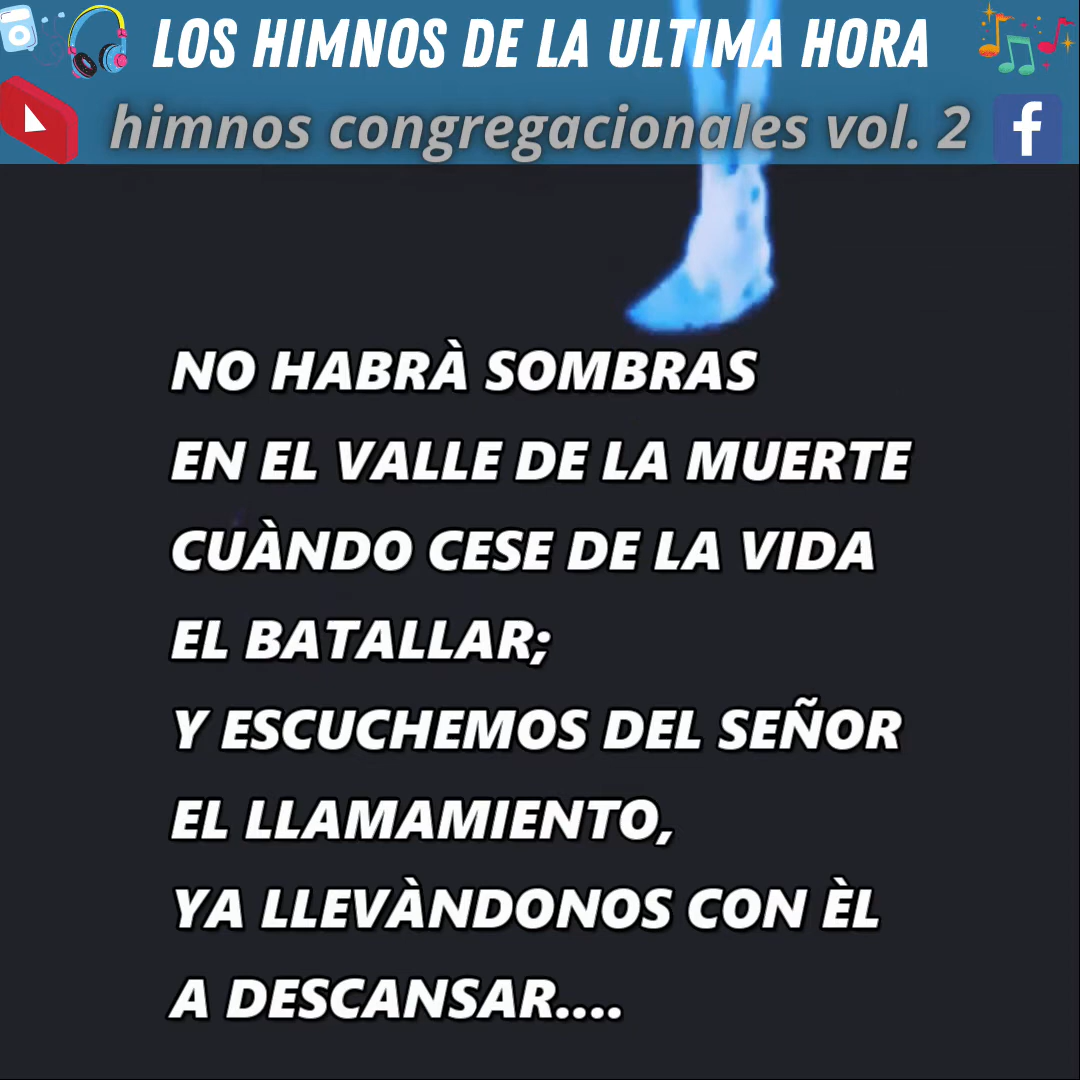 LOS HIMNOS DE LA ULTIMA HORA
himnos congregacionales vol. 2
NO HABRÀ SOMBRAS
EN EL VALLE DE LA MUERTE
CUÀNDO CESE DE LA VIDA
EL BATALLAR;
Y ESCUCHEMOS DEL SEÑOR
EL LLAMAMIENTO,
YA LLEVÀNDONOS CON ÈL
A DESCANSAR....